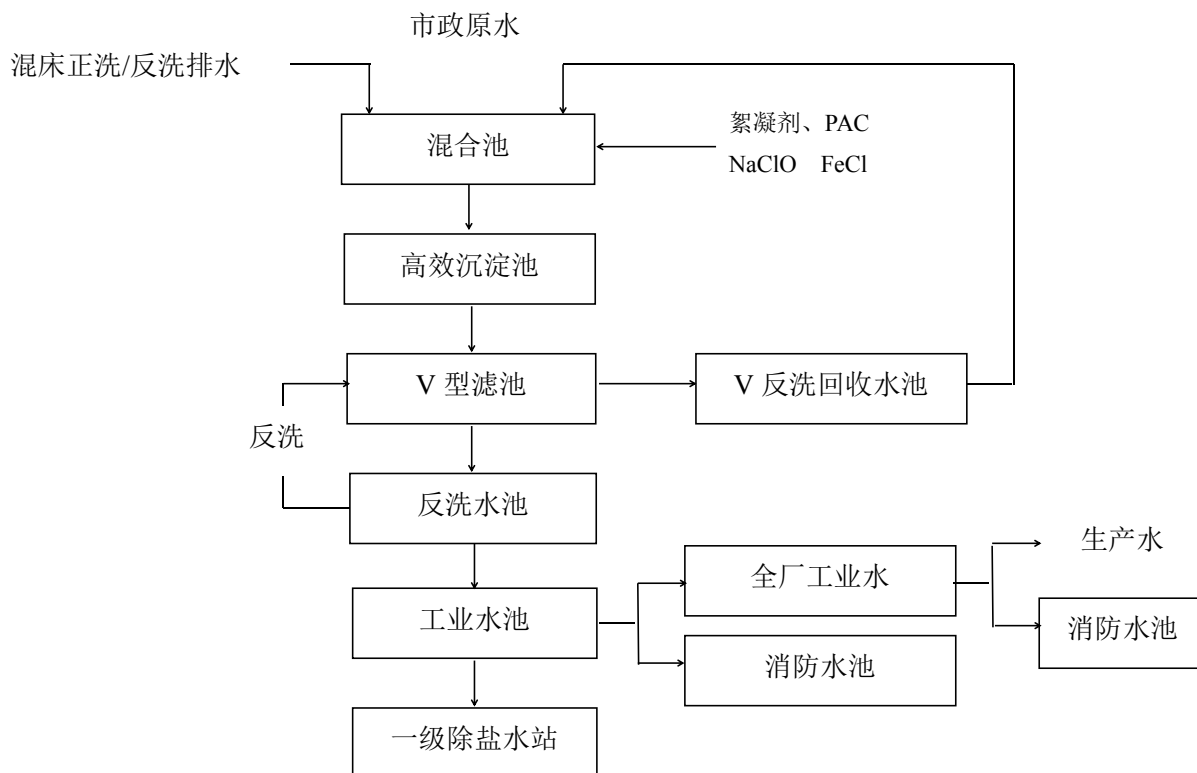 市政原水
混床正洗/反洗排水
混合池
絮凝剂、PAC
NaClO FeCl
高效沉淀池
V 型滤池
V 反洗回收水池
反洗
反洗水池
生产水
全厂工业水
工业水池
消防水池
消防水池
一级除盐水站